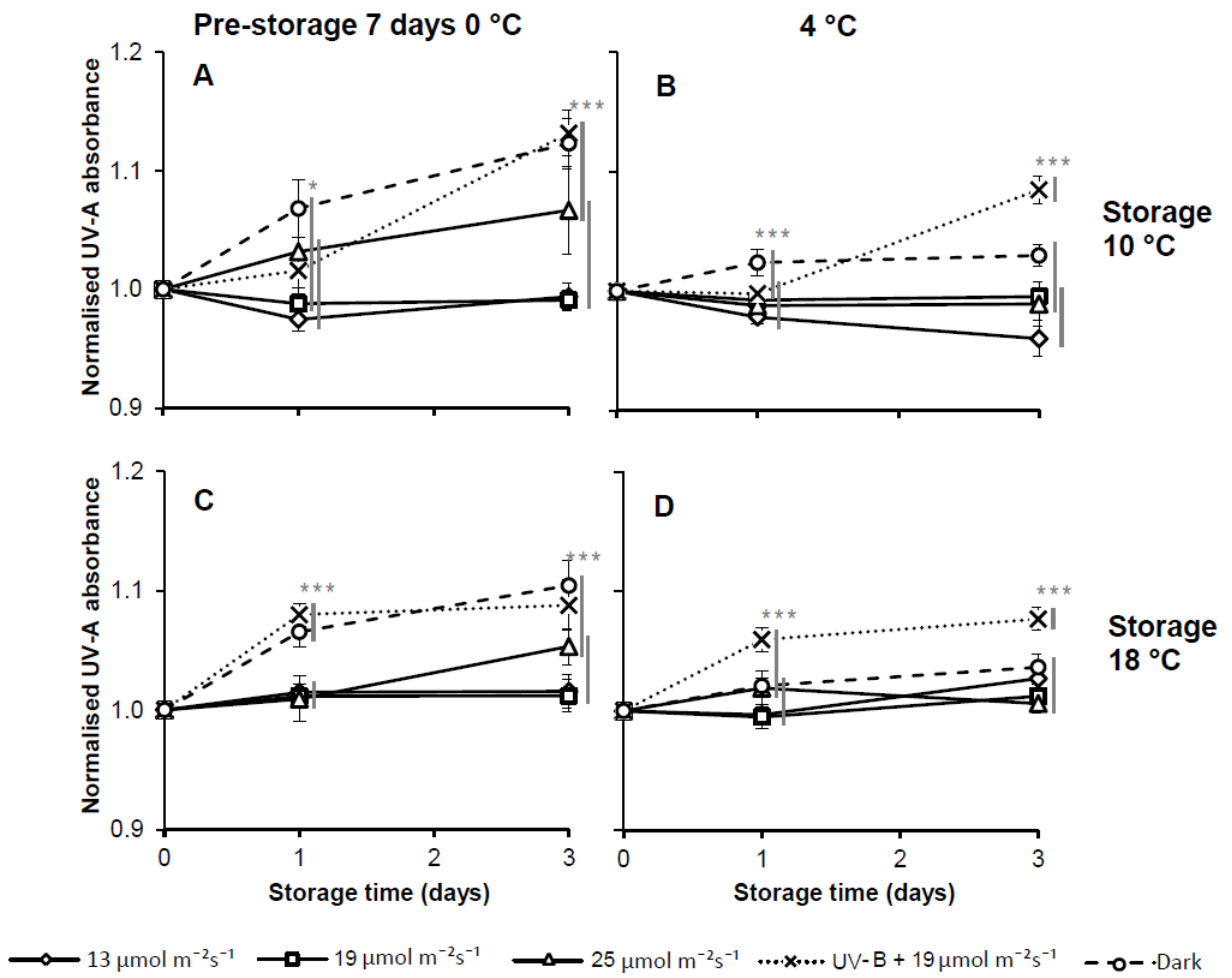 Pre-storage 7 days 0 °C
4 °C
1.2
A
B
***
Normalised UV-A absorbance
1.1
*
***
***
Storage
10 °C
1.0
0.9
1.2
C
D
***
***
***
***
Normalised UV-A absorbance
1.1
Storage
18 °C
1.0
0.9
0 1 2 3
0 1 2 3
Storage time (days)
Storage time (days)
13 µmol m⁻²s⁻¹ 19 µmol m⁻²s⁻¹ 25 µmol m⁻²s⁻¹ UV-B + 19 µmol m⁻²s⁻¹ Dark